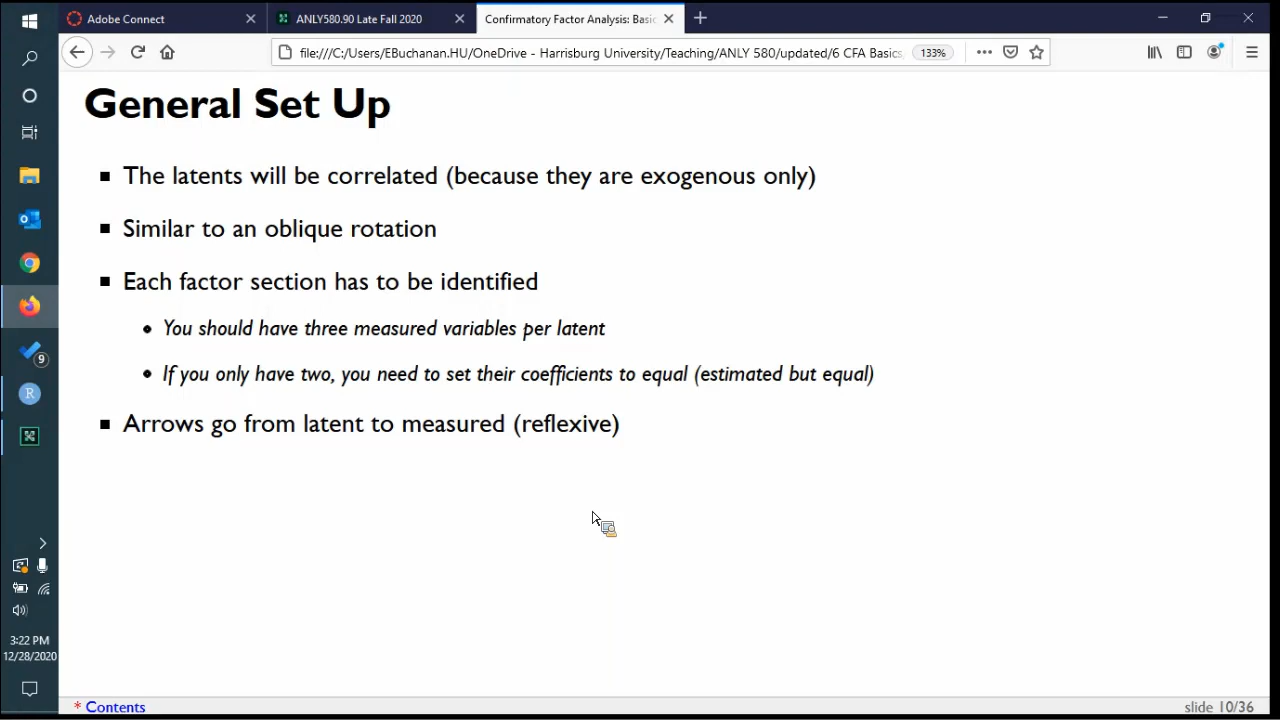 Adobe Connect
ANLY580.90 Late Fall 2020
Confirmatory Factor Analysis: Basic
file:///C:/Users/EBuchanan.HU/OneDrive - Harrisburg University/Teaching/ANLY 580/updated/6 CFA Basics,
133%
General Set Up
The latents will be correlated (because they are exogenous only)
Similar to an oblique rotation
Each factor section has to be identified
You should have three measured variables per latent
If you only have two, you need to set their coefficients to equal (estimated but equal)
Arrows go from latent to measured (reflexive)
9
R
3:22 PM
12/28/2020
* Contents
slide 10/36